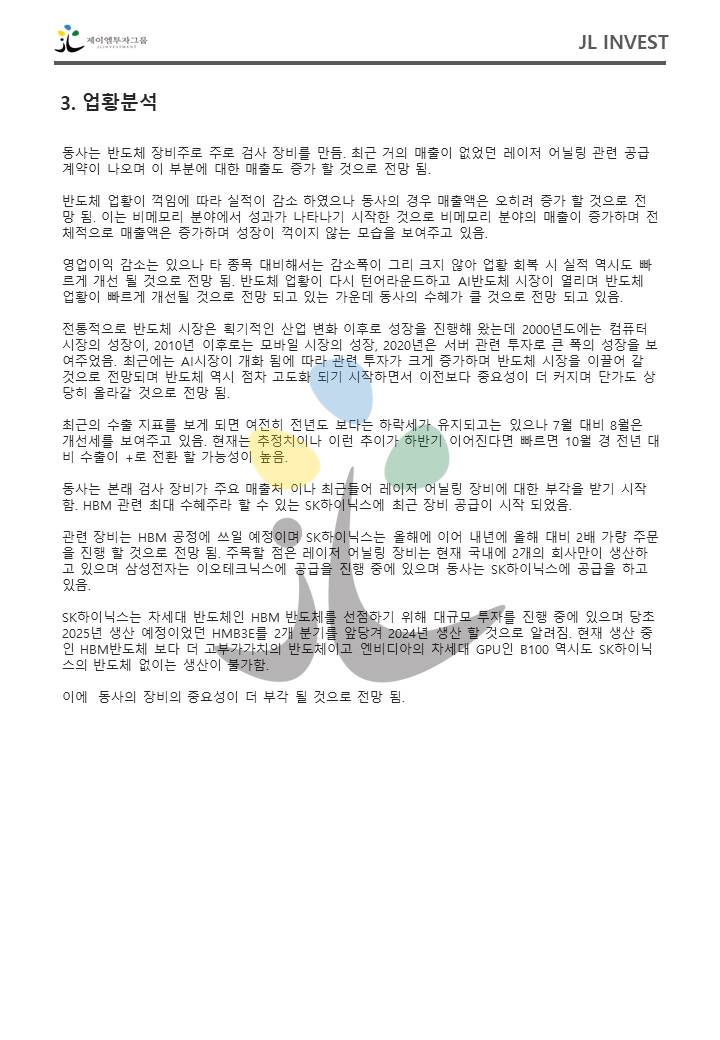 제이엘투자그룹
JL INVESTMENT
JL INVEST
3. 업황분석
동사는 반도체 장비주로 주로 검사 장비를 만듬. 최근 거의 매출이 없었던 레이저 어닐링 관련 공급
계약이 나오며 이 부분에 대한 매출도 증가 할 것으로 전망 됨.
반도체 업황이 꺽임에 따라 실적이 감소 하였으나 동사의 경우 매출액은 오히려 증가 할 것으로 전
망 됨. 이는 비메모리 분야에서 성과가 나타나기 시작한 것으로 비메모리 분야의 매출이 증가하며 전
체적으로 매출액은 증가하며 성장이 꺽이지 않는 모습을 보여주고 있음.
영업이익 감소는 있으나 타 종목 대비해서는 감소폭이 그리 크지 않아 업황 회복 시 실적 역시도 빠
르게 개선 될 것으로 전망 됨. 반도체 업황이 다시 턴어라운드하고 AI반도체 시장이 열리며 반도체
업황이 빠르게 개선될 것으로 전망 되고 있는 가운데 동사의 수혜가 클 것으로 전망 되고 있음.
전통적으로 반도체 시장은 획기적인 산업 변화 이후로 성장을 진행해 왔는데 2000년도에는 컴퓨터
시장의 성장이, 2010년 이후로는 모바일 시장의 성장, 2020년은 서버 관련 투자로 큰 폭의 성장을 보
여주었음. 최근에는 AI시장이 개화 됨에 따라 관련 투자가 크게 증가하며 반도체 시장을 이끌어 갈
것으로 전망되며 반도체 역시 점차 고도화 되기 시작하면서 이전보다 중요성이 더 커지며 단가도 상
당히 올라갈 것으로 전망 됨.
최근의 수출 지표를 보게 되면 여전히 전년도 보다는 하락세가 유지되고는 있으나 7월 대비 8월은
개선세를 보여주고 있음. 현재는 추정치이나 이런 추이가 하반기 이어진다면 빠르면 10월 경 전년 대
비 수출이 +로 전환 할 가능성이 높음.
동사는 본래 검사 장비가 주요 매출처 이나 최근들어 레이저 어닐링 장비에 대한 부각을 받기 시작
함. HBM 관련 최대 수혜주라 할 수 있는 SK하이닉스에 최근 장비 공급이 시작 되었음.
관련 장비는 HBM 공정에 쓰일 예정이며 SK하이닉스는 올해에 이어 내년에 올해 대비 2배 가량 주문
을 진행 할 것으로 전망 됨. 주목할 점은 레이저 어닐링 장비는 현재 국내에 2개의 회사만이 생산하
고 있으며 삼성전자는 이오테크닉스에 공급을 진행 중에 있으며 동사는 SK하이닉스에 공급을 하고
있음.
SK하이닉스는 차세대 반도체인 HBM 반도체를 선점하기 위해 대규모 투자를 진행 중에 있으며 당초
2025년 생산 예정이었던 HMB3E를 2개 분기를 앞당겨 2024년 생산 할 것으로 알려짐. 현재 생산 중
인 HBM반도체 보다 더 고부가가치의 반도체이고 엔비디아의 차세대 GPU인 B100 역시도 SK하이닉
스의 반도체 없이는 생산이 불가함.
이에  동사의 장비의 중요성이 더 부각 될 것으로 전망 됨.